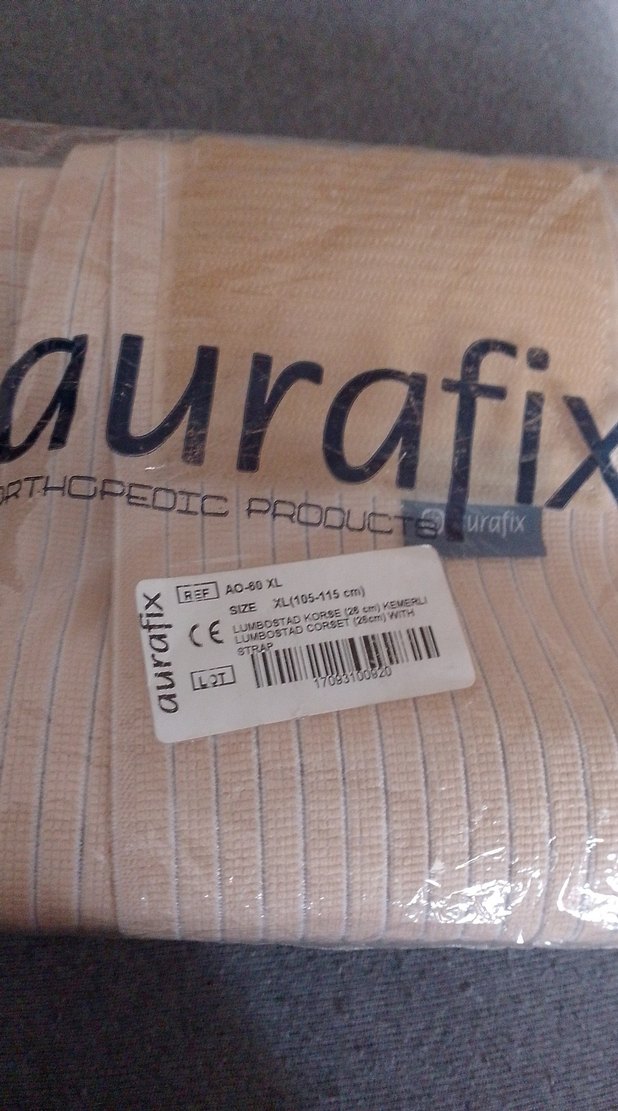 aurafix
ORTHOPEDIC PRODUCTS
aurafix
aurafix
REF AO-60 XL
SIZE XL(105-115 cm)
CE LUMBOSTAD KORSE (26 cm) KEMERLI
LUMBOSTAD CORSET (26cm) WITH
STRAP
LOT
17093100920